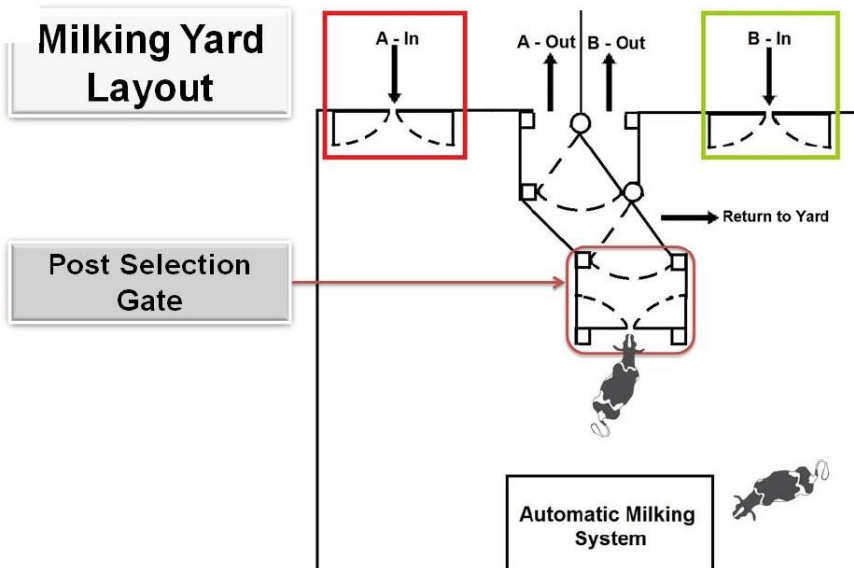 Milking Yard
Layout
A - In
A - Out
B - Out
B - In
Return to Yard
Post Selection
Gate
Automatic Milking
System